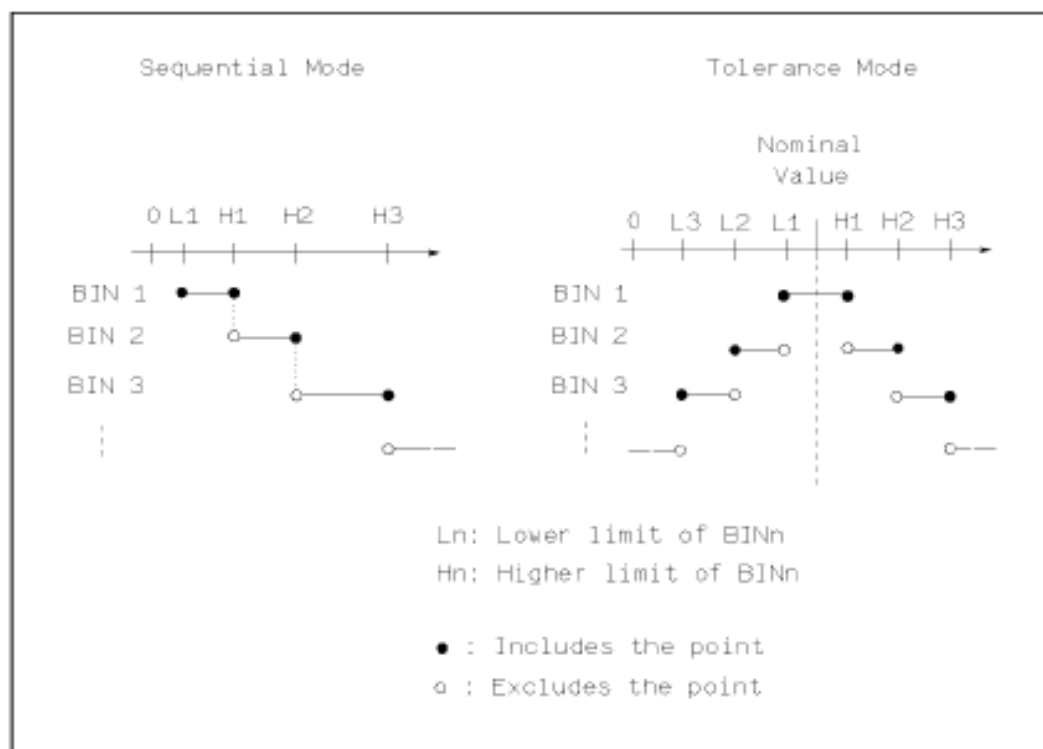 Sequential Mode
Tolerance Mode
Nominal
Value
0 L1 H1 H2 H3
0 L3 L2 L1 H1 H2 H3
BIN 1
BIN 2
BIN 3
BIN 1
BIN 2
BIN 3
Ln: Lower limit of BINn
Hn: Higher limit of BINn
● : Includes the point
○ : Excludes the point